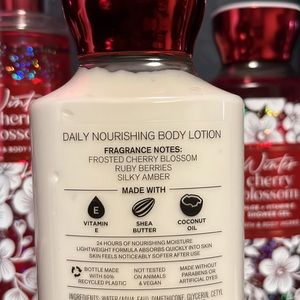 DAILY NOURISHING BODY LOTION
FRAGRANCE NOTES:
FROSTED CHERRY BLOSSOM
RUBY BERRIES
SILKY AMBER
MADE WITH
E
VITAMIN
E
SHEA
BUTTER
COCONUT
OIL
24 HOURS OF NOURISHING MOISTURE
LIGHTWEIGHT FORMULA ABSORBS QUICKLY INTO SKIN
SKIN FEELS NOTICEABLY SOFTER AFTER USE
BOTTLE MADE
WITH 50%
RECYCLED PLASTIC
NOT TESTED
ON ANIMALS
MADE WITHOUT
PARABENS OR
ARTIFICIAL DYES
Winter
cherry
blossom
Winter
cherry
blossom
SHOWER GEL